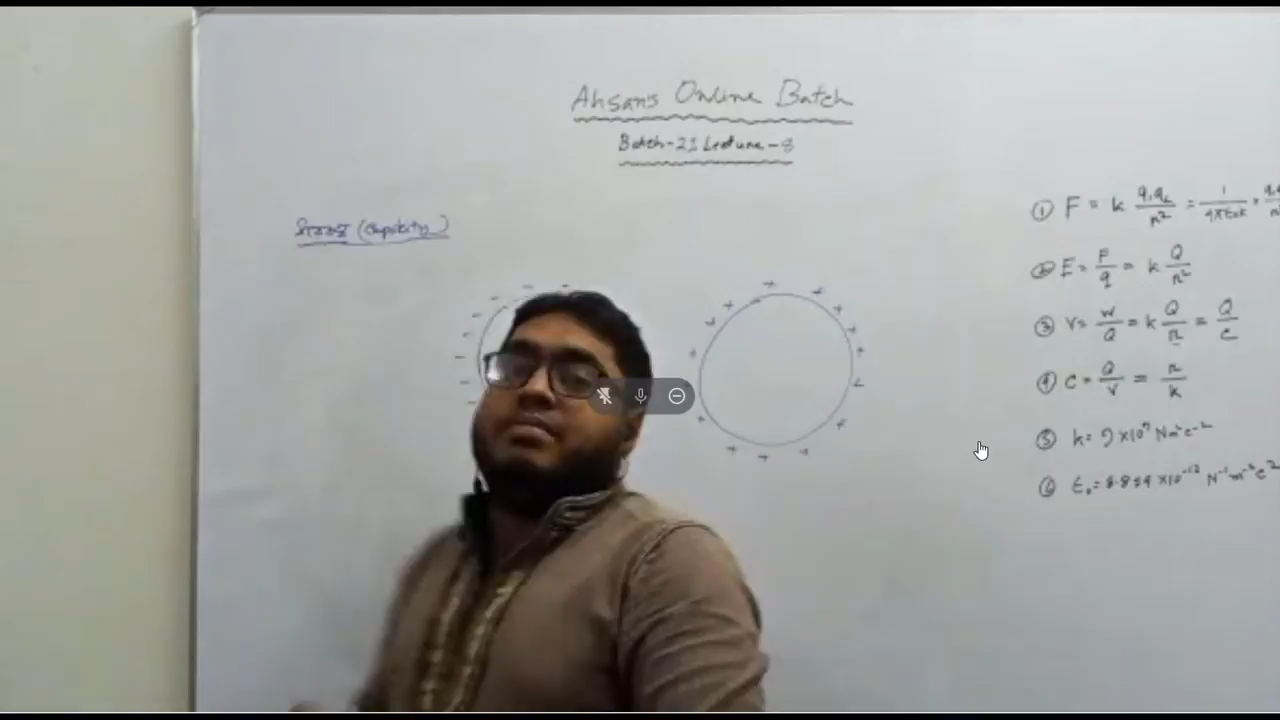 Ahsan's Online Batch
Batch-21 Lecture-8
ধারকত্ব (Capacity)
① F = k q₁q₂/r² = 1/4πε₀k ×
② E = F/q = k Q/r²
③ V = W/Q = k Q/r = Q/C
④ C = Q/V = r/k
⑤ k = 9 × 10⁹ Nm²C⁻²
⑥ ε₀ = 8.854 × 10⁻¹² N⁻¹m⁻²C²